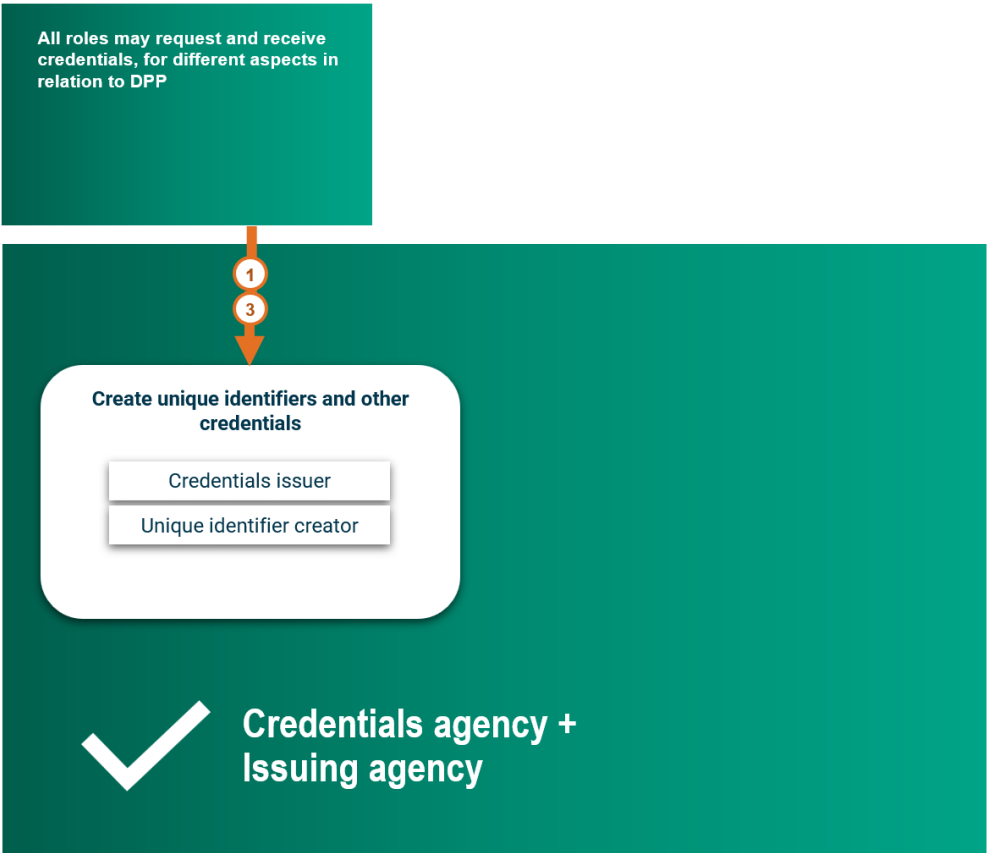 All roles may request and receive
credentials, for different aspects in
relation to DPP
1
3
Create unique identifiers and other
credentials
Credentials issuer
Unique identifier creator
Credentials agency +
Issuing agency